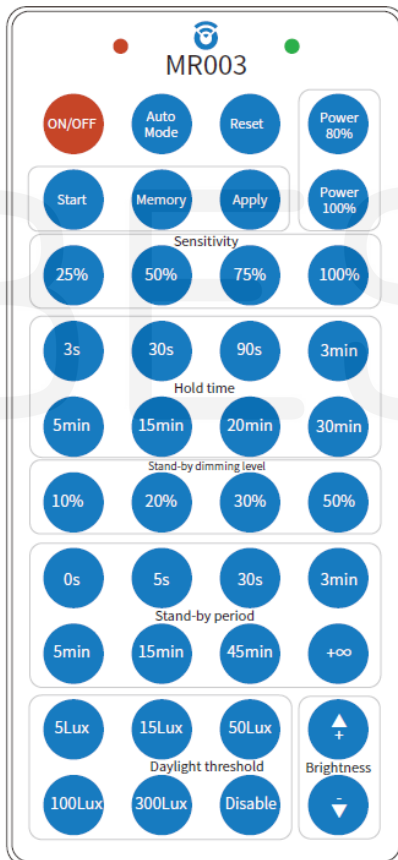 MR003
ON/OFF
Auto
Mode
Reset
Power
80%
Start
Memory
Apply
Power
100%
Sensitivity
25%
50%
75%
100%
3s
30s
90s
3min
Hold time
5min
15min
20min
30min
Stand-by dimming level
10%
20%
30%
50%
0s
5s
30s
3min
Stand-by period
5min
15min
45min
+∞
5Lux
15Lux
50Lux
+
Daylight threshold
Brightness
100Lux
300Lux
Disable
-